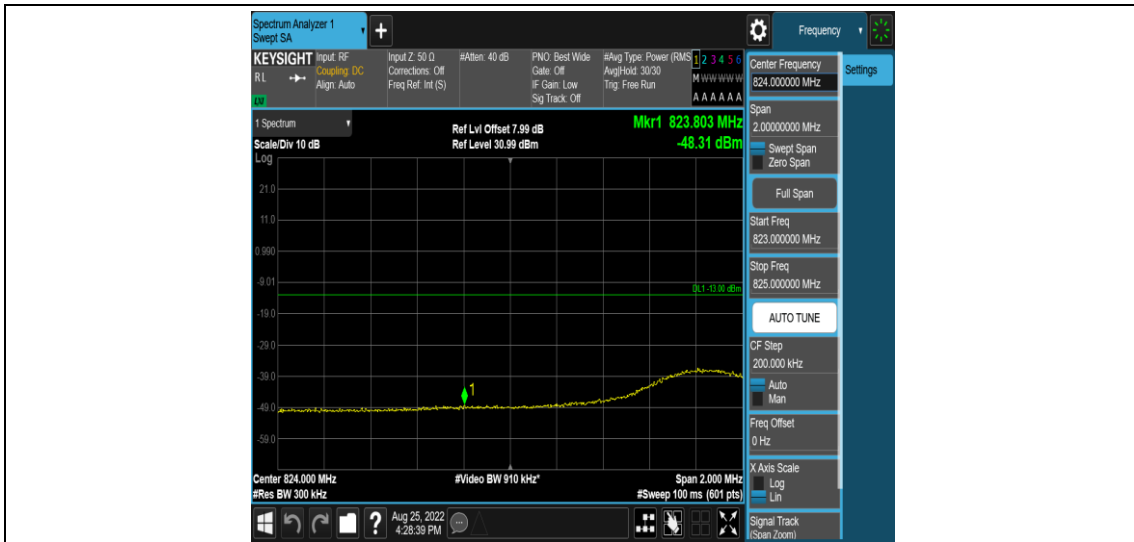 Spectrum Analyzer 1
Swept SA
+
Frequency
KEYSIGHT
RL
LXI
Input: RF
Coupling: DC
Align: Auto
Input Z: 50 Ω
Corrections: Off
Freq Ref: Int (S)
#Atten: 40 dB
PNO: Best Wide
Gate: Off
IF Gain: Low
Sig Track: Off
#Avg Type: Power (RMS
Avg|Hold: 30/30
Trig: Free Run
1 2 3 4 5 6
M W W W W W
A A A A A A
1 Spectrum
Scale/Div 10 dB
Log
Ref Lvl Offset 7.99 dB
Ref Level 30.99 dBm
Mkr1 823.803 MHz
-48.31 dBm
21.0
11.0
0.990
-9.01
DL1 -13.00 dBm
-19.0
-29.0
-39.0
1
-49.0
-59.0
Center 824.000 MHz
#Video BW 910 kHz*
Span 2.000 MHz
#Res BW 300 kHz
#Sweep 100 ms (601 pts)
?
Aug 25, 2022
4:28:39 PM
Center Frequency
824.000000 MHz
Settings
Span
2.00000000 MHz
Swept Span
Zero Span
Full Span
Start Freq
823.000000 MHz
Stop Freq
825.000000 MHz
AUTO TUNE
CF Step
200.000 kHz
Auto
Man
Freq Offset
0 Hz
X Axis Scale
Log
Lin
Signal Track
(Span Zoom)